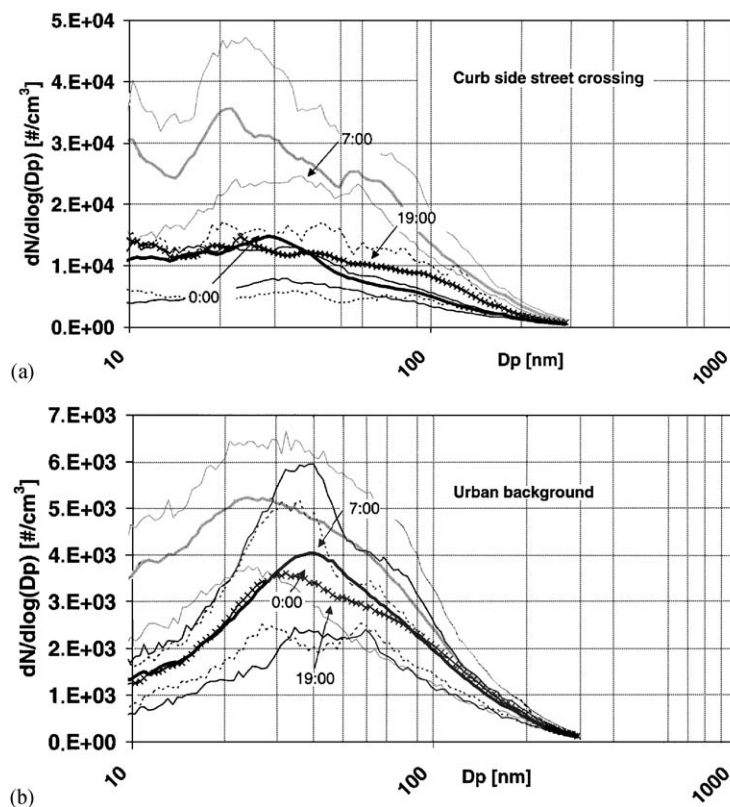 5.E+04
4.E+04
3.E+04
2.E+04
1.E+04
0.E+00
dN/dlog(Dp) [#/cm³]
Curb side street crossing
7:00
19:00
0:00
10
100
1000
Dp [nm]
(a)
7.E+03
6.E+03
5.E+03
4.E+03
3.E+03
2.E+03
1.E+03
0.E+00
dN/dlog(Dp) [#/cm³]
Urban background
7:00
0:00
19:00
10
100
1000
Dp [nm]
(b)